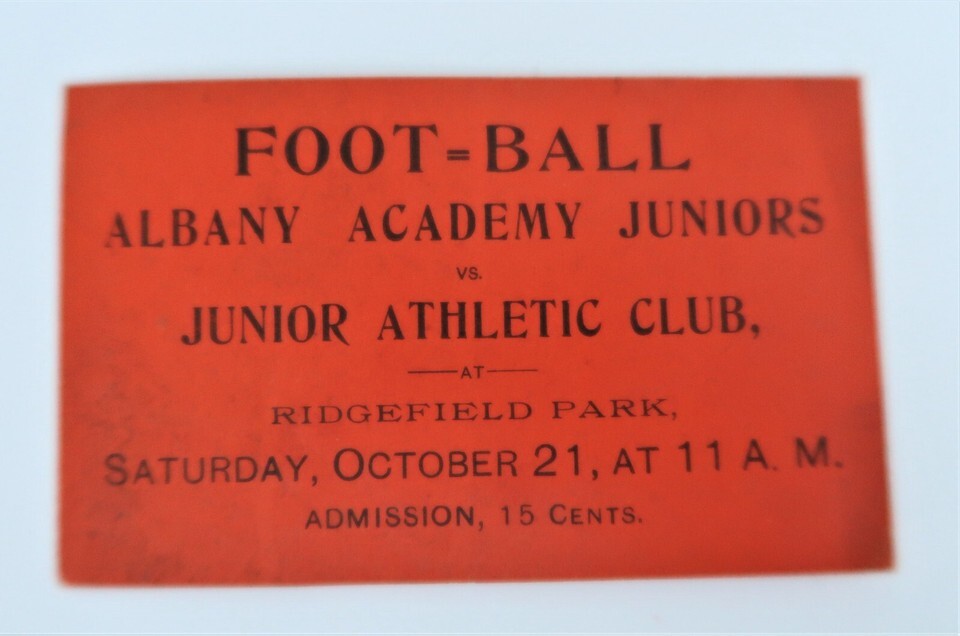 FOOT=BALL
ALBANY ACADEMY JUNIORS
VS.
JUNIOR ATHLETIC CLUB,
AT
RIDGEFIELD PARK,
SATURDAY, OCTOBER 21, AT 11 A. M.
ADMISSION, 15 CENTS.